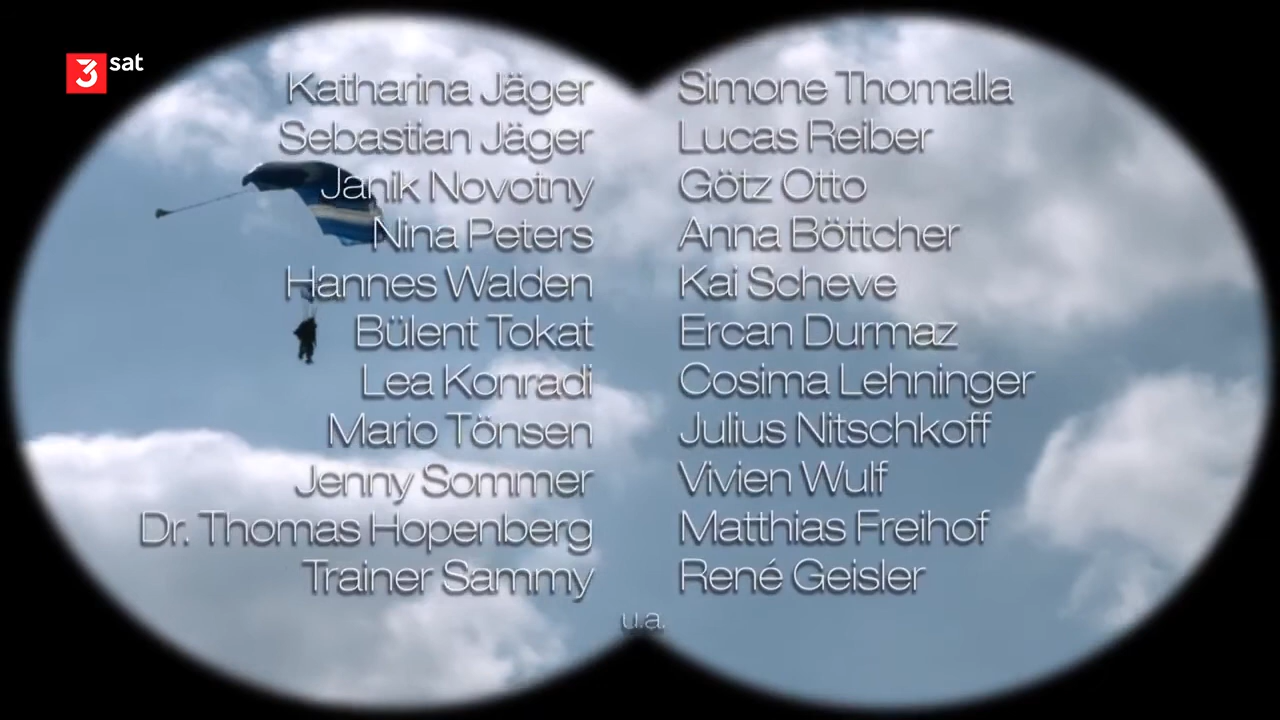 3sat
Katharina Jäger Simone Thomalla
Sebastian Jäger Lucas Reiber
Janik Novotny Götz Otto
Nina Peters Anna Böttcher
Hannes Walden Kai Scheve
Bülent Tokat Ercan Durmaz
Lea Konradi Cosima Lehninger
Mario Tönsen Julius Nitschkoff
Jenny Sommer Vivien Wulf
Dr. Thomas Hopenberg Matthias Freihof
Trainer Sammy René Geisler
u.a.